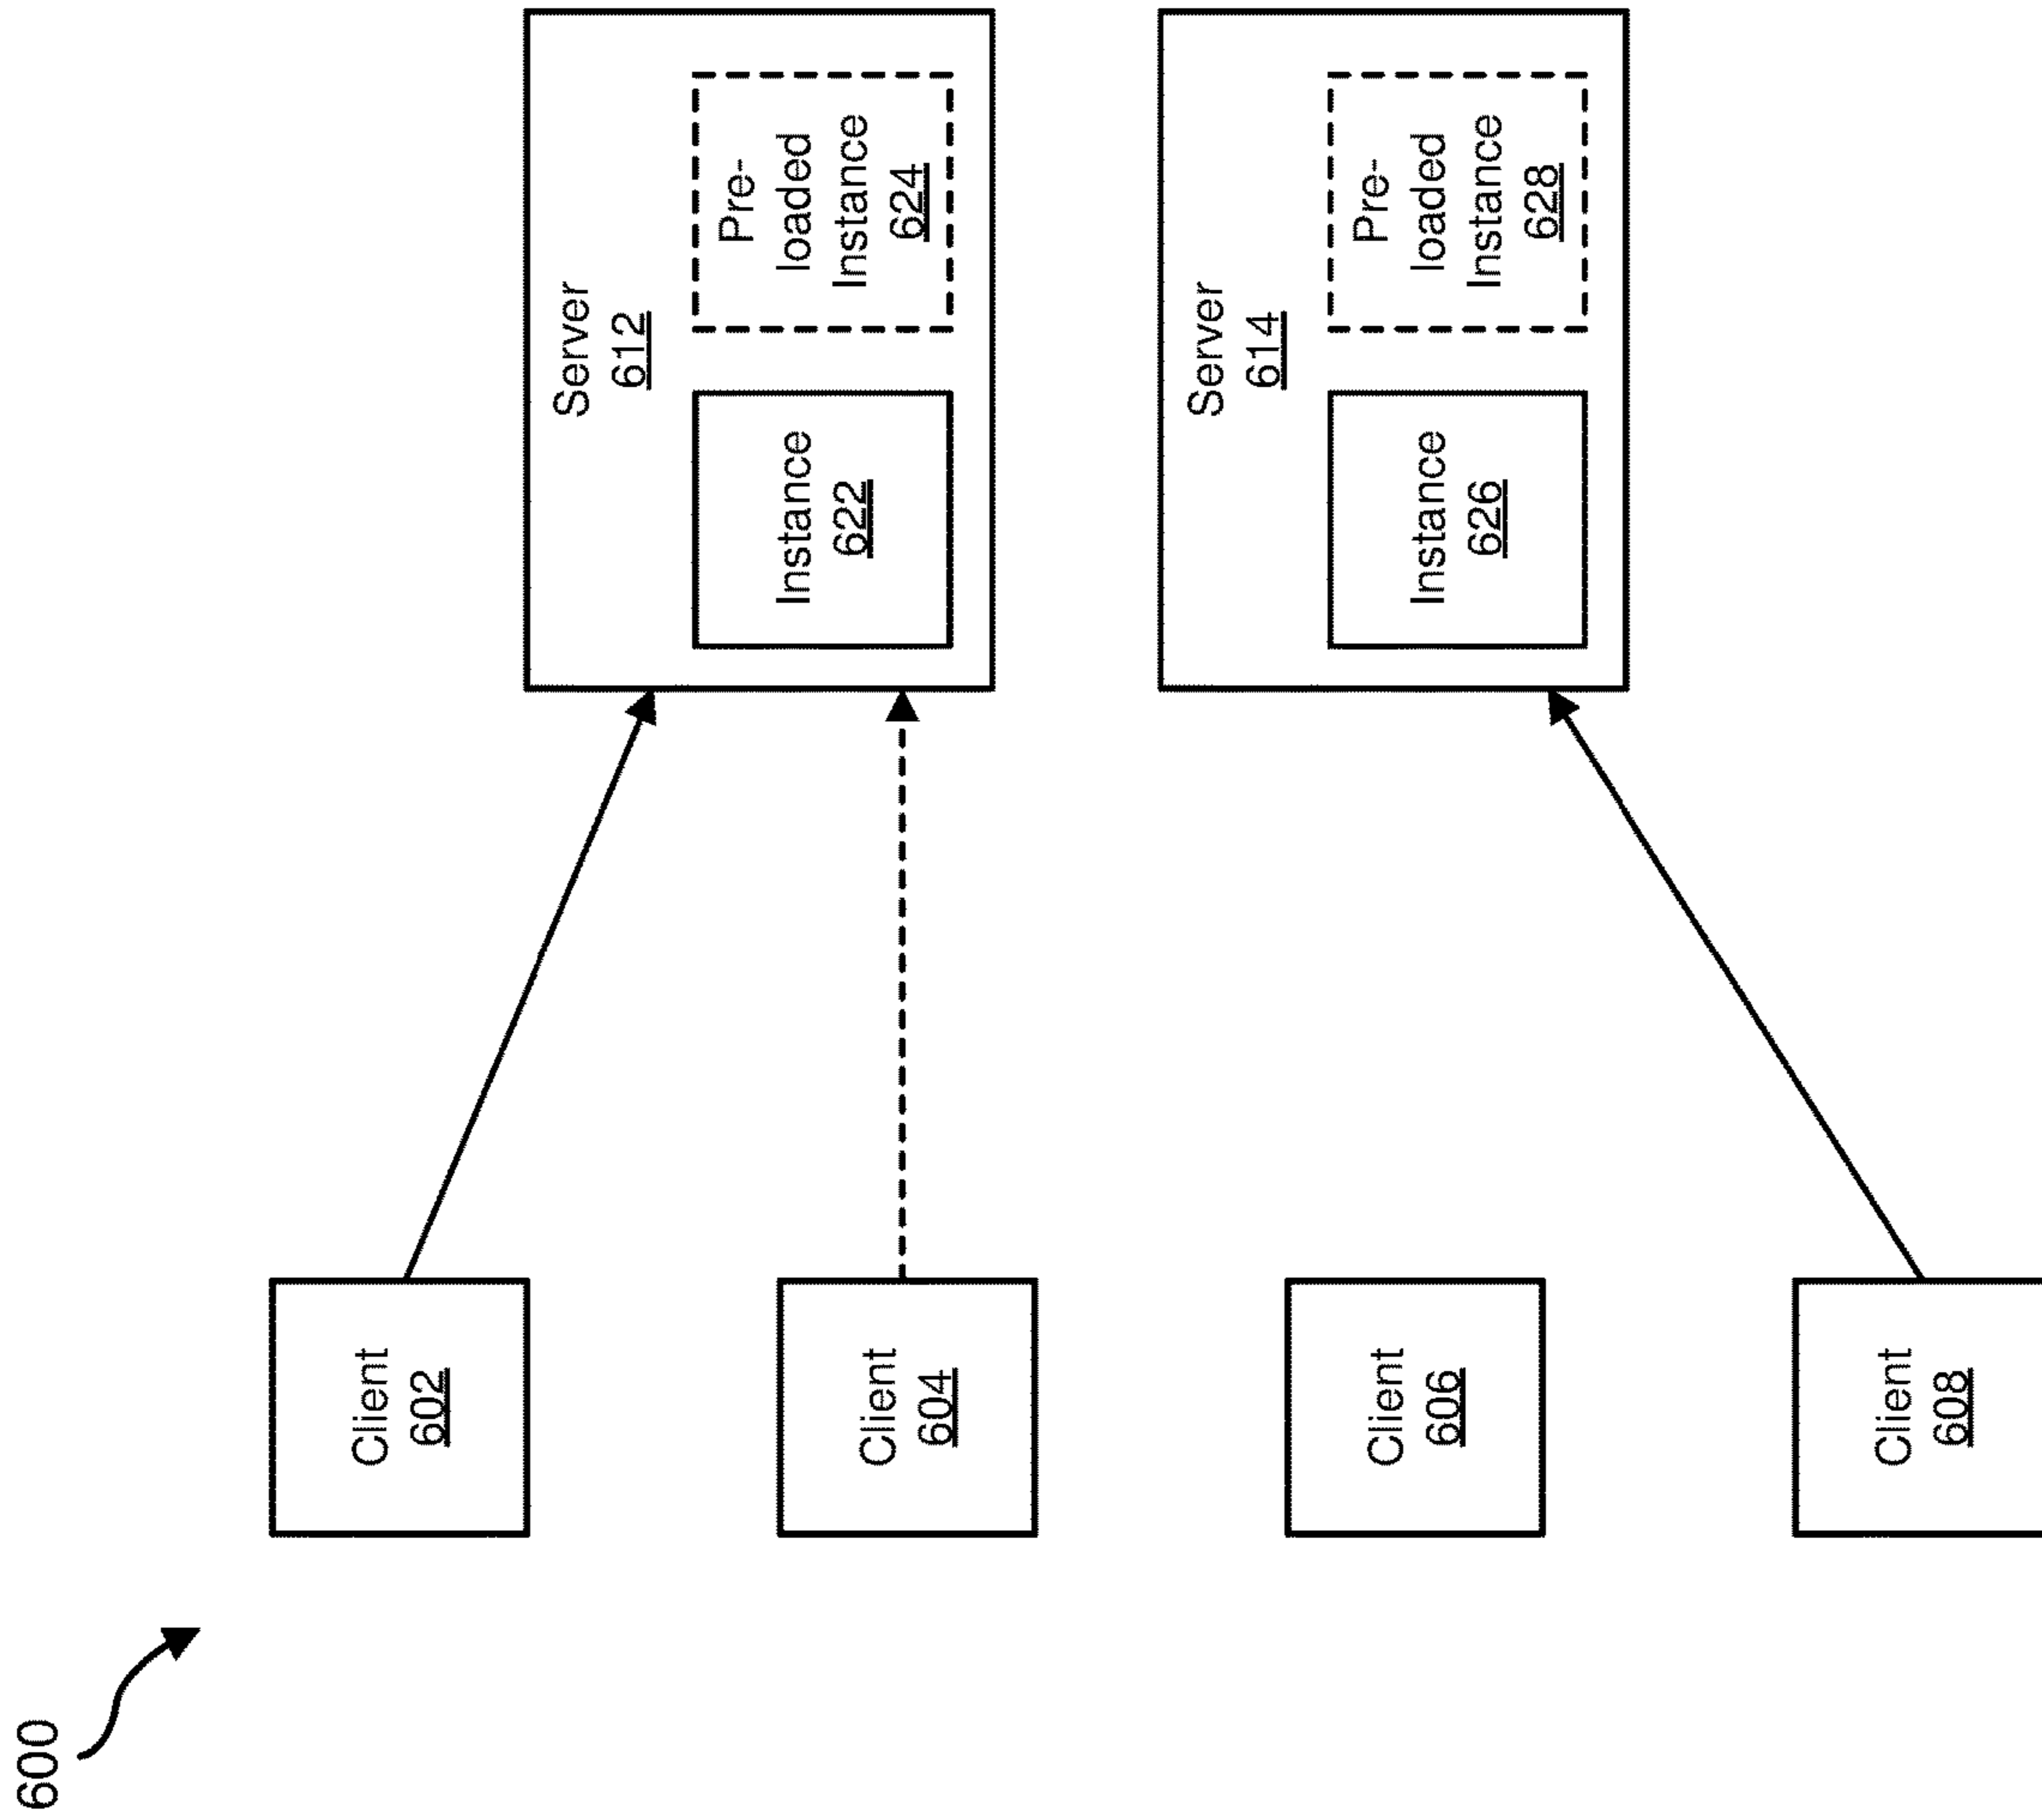 600
Client
602
Client
604
Client
606
Client
608
Server
612
Instance
622
Pre-
loaded
Instance
624
Server
614
Instance
626
Pre-
loaded
Instance
628